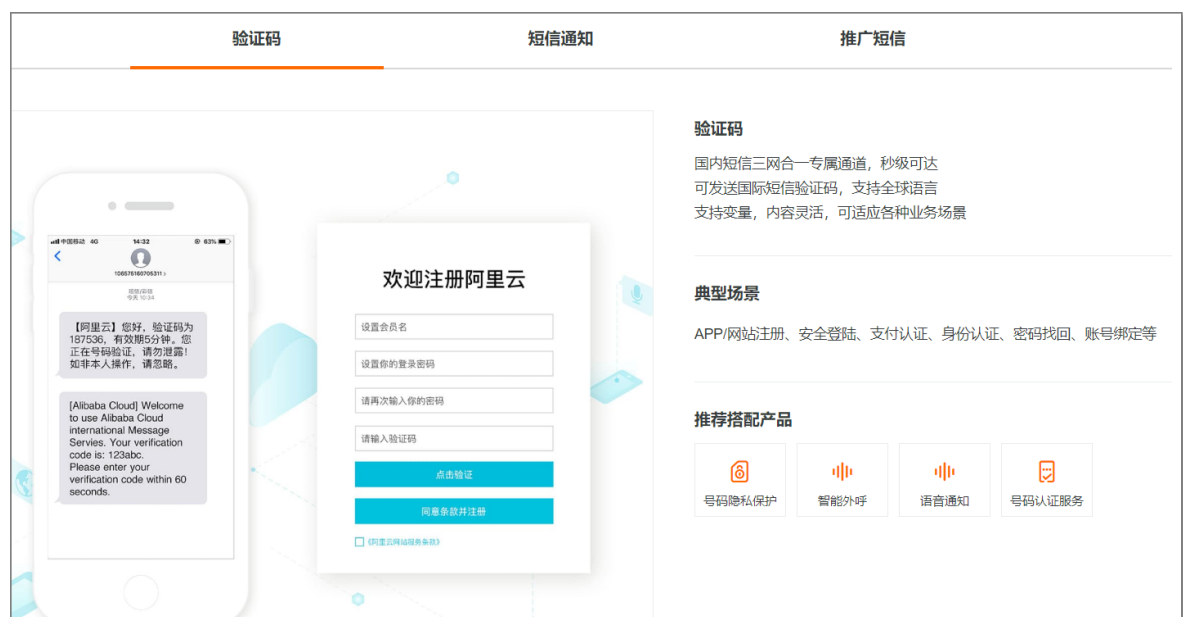 验证码
短信通知
推广短信
中国移动 4G 14:32 63%
106575160705311 >
短信/彩信
今天 10:34
【阿里云】您好，验证码为
187536，有效期5分钟。您
正在号码验证，请勿泄露！
如非本人操作，请忽略。
[Alibaba Cloud] Welcome
to use Alibaba Cloud
international Message
Servies. Your verification
code is: 123abc.
Please enter your
verification code within 60
seconds.
欢迎注册阿里云
设置会员名
设置你的登录密码
请再次输入你的密码
请输入验证码
点击验证
同意条款并注册
《阿里云网站服务条款》
验证码
国内短信三网合一专属通道，秒级可达
可发送国际短信验证码，支持全球语言
支持变量，内容灵活，可适应各种业务场景
典型场景
APP/网站注册、安全登陆、支付认证、身份认证、密码找回、账号绑定等
推荐搭配产品
号码隐私保护
智能外呼
语音通知
号码认证服务